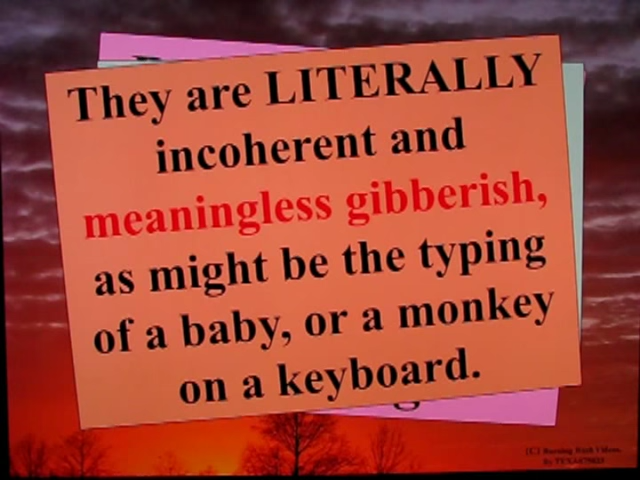 They are LITERALLY
incoherent and
meaningless gibberish,
as might be the typing
of a baby, or a monkey
on a keyboard.